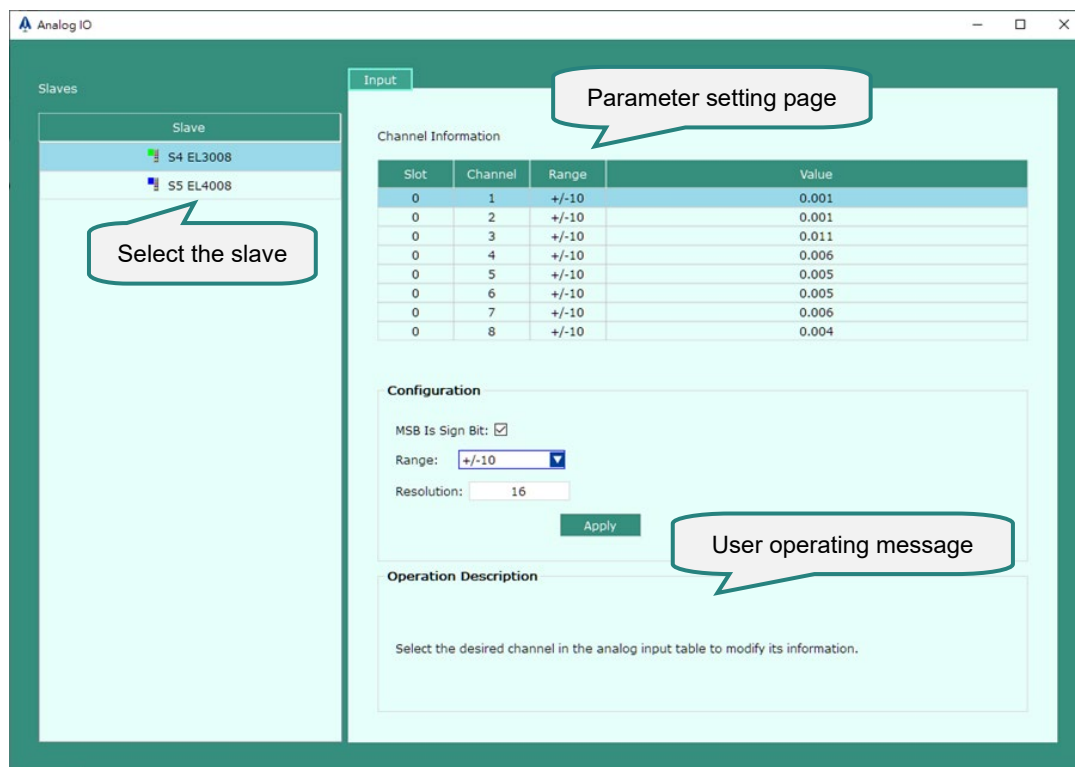 Analog IO
Slaves
Slave
S4 EL3008
S5 EL4008
Select the slave
Input
Parameter setting page
Channel Information
Slot Channel Range Value
0 1 +/-10 0.001
0 2 +/-10 0.001
0 3 +/-10 0.011
0 4 +/-10 0.006
0 5 +/-10 0.005
0 6 +/-10 0.005
0 7 +/-10 0.006
0 8 +/-10 0.004
Configuration
MSB Is Sign Bit:
Range: +/-10
Resolution: 16
Apply
User operating message
Operation Description
Select the desired channel in the analog input table to modify its information.